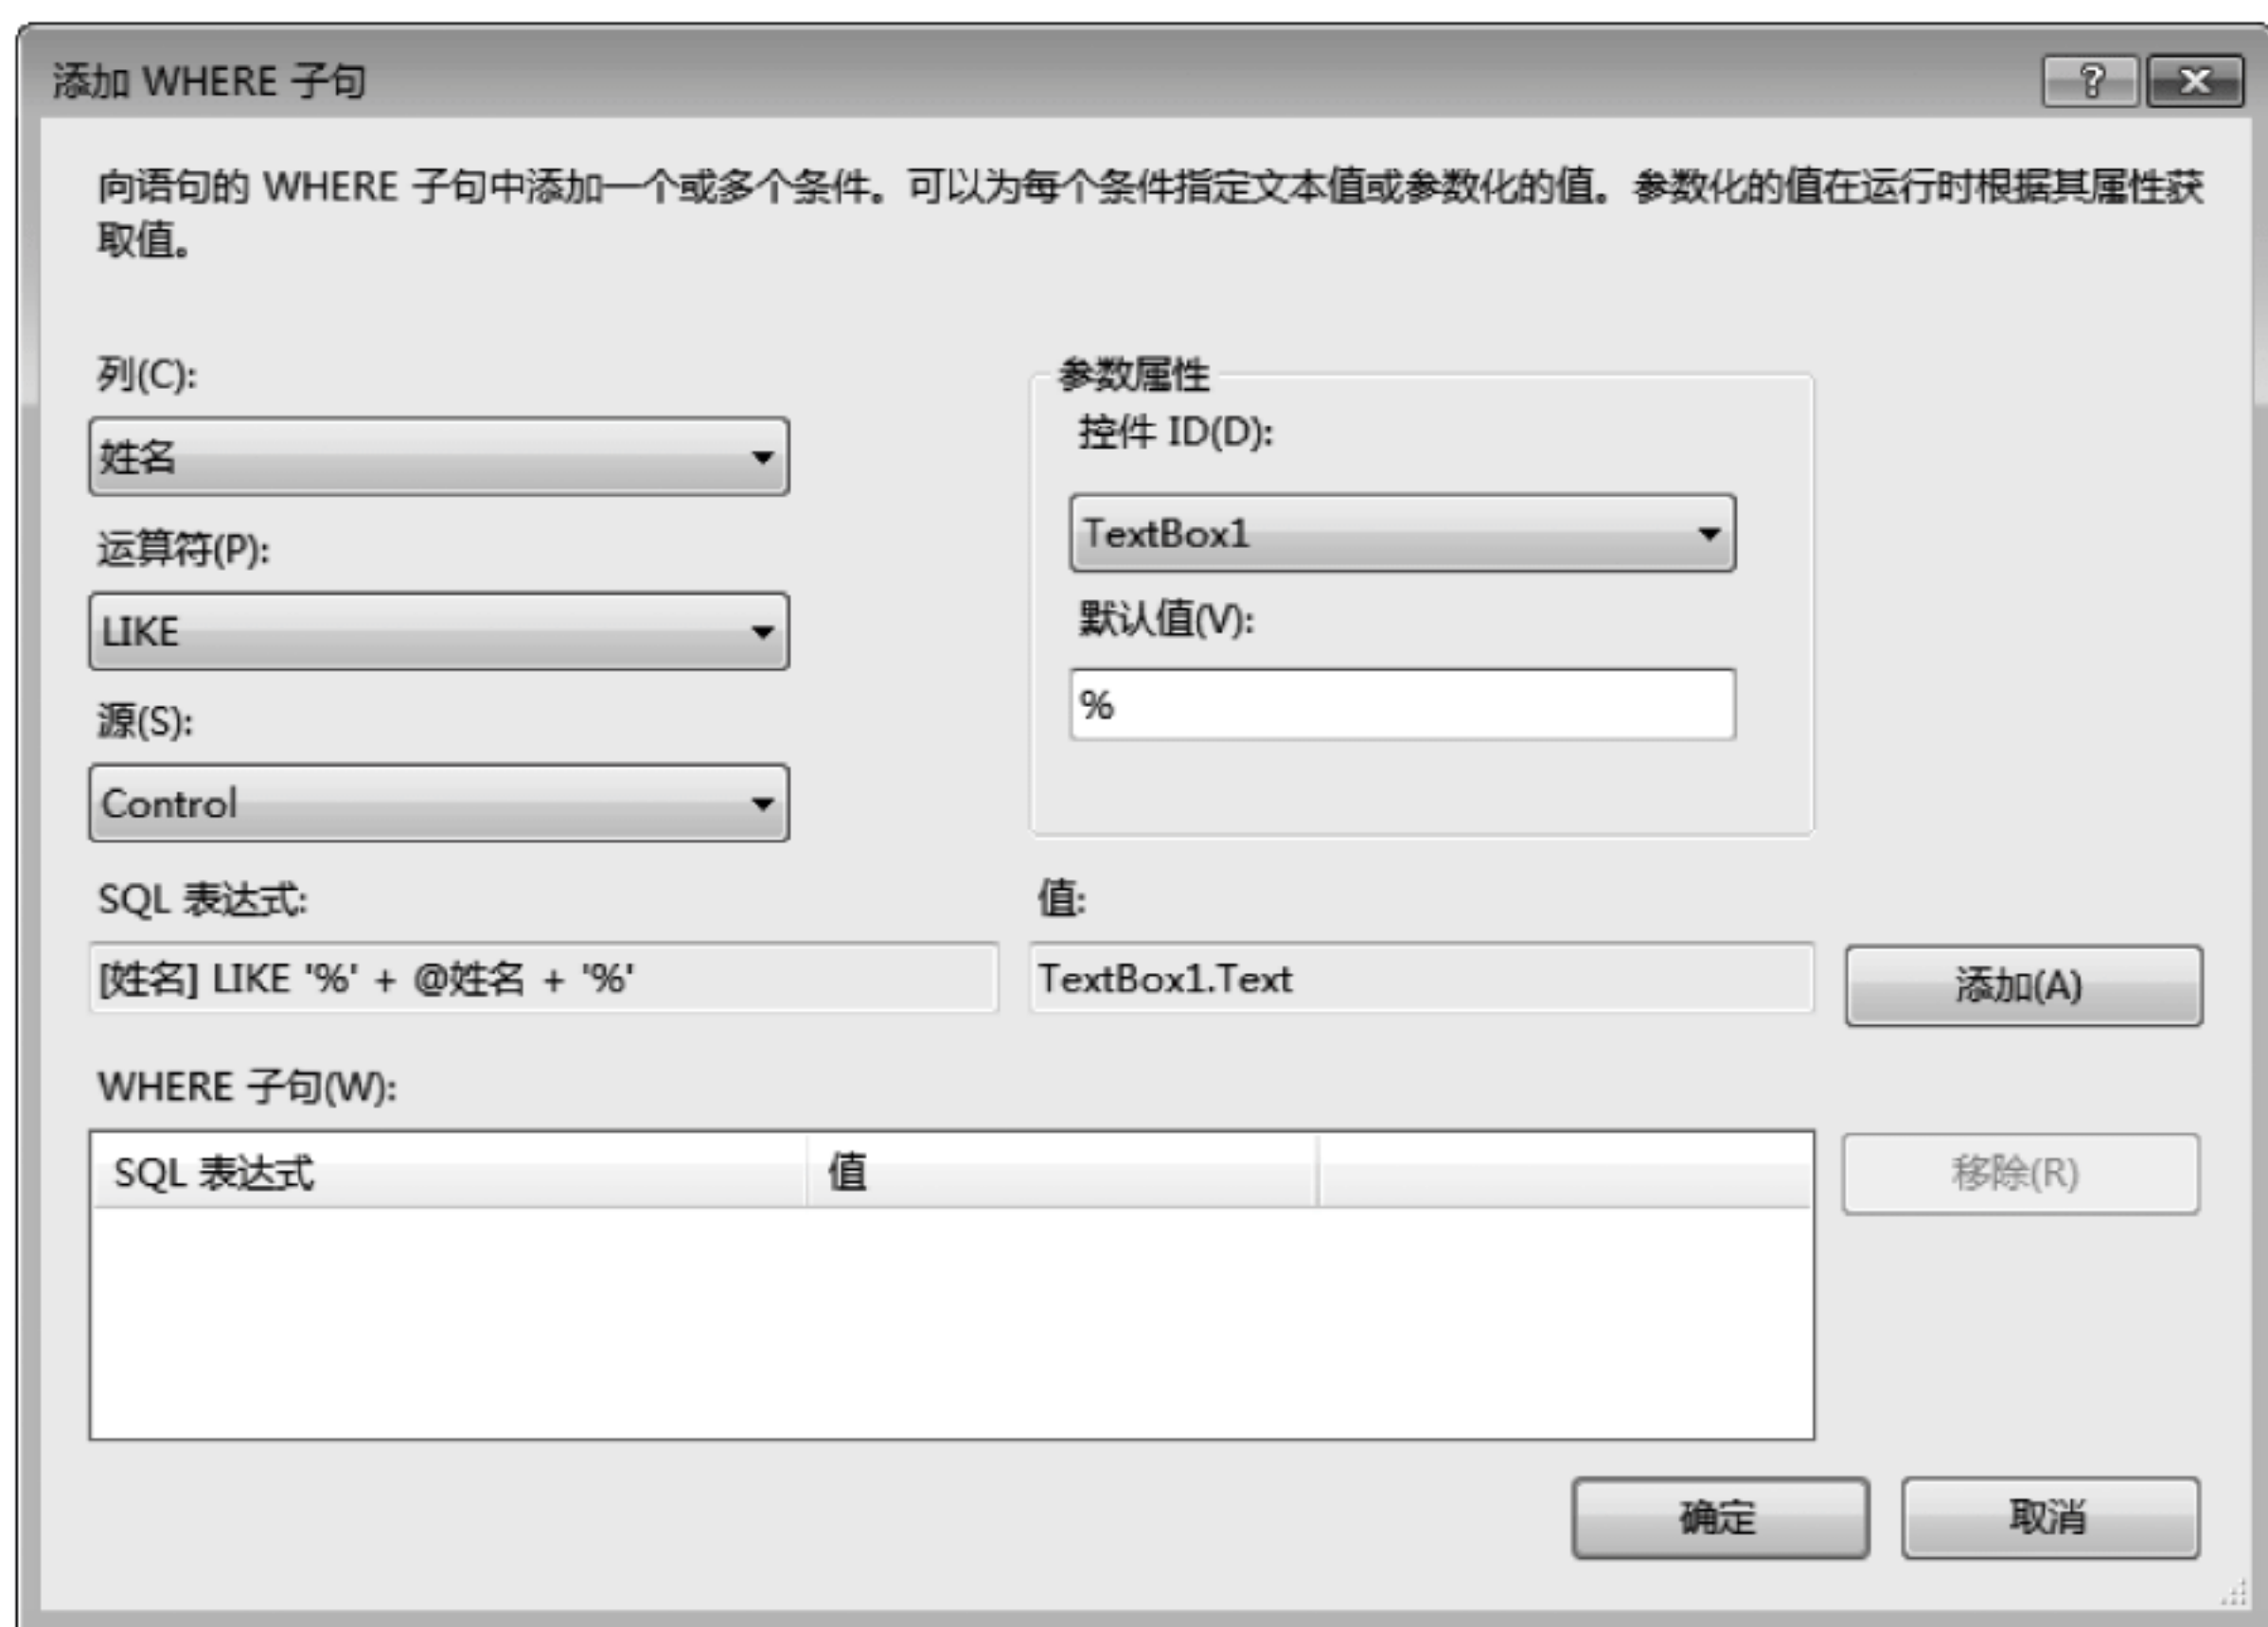 添加 WHERE 子句
向语句的 WHERE 子句中添加一个或多个条件。可以为每个条件指定文本值或参数化的值。参数化的值在运行时根据其属性获
取值。
列(C):
姓名
运算符(P):
LIKE
源(S):
Control
参数属性
控件 ID(D):
TextBox1
默认值(V):
%
SQL 表达式:
值:
[姓名] LIKE '%' + @姓名 + '%'
TextBox1.Text
添加(A)
WHERE 子句(W):
SQL 表达式
值
移除(R)
确定
取消